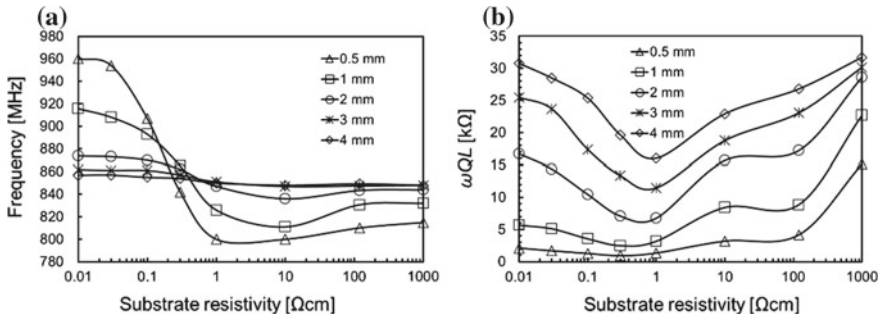 (a)
Frequency [MHz]
980
960
940
920
900
880
860
840
820
800
780
0.5 mm
1 mm
2 mm
3 mm
4 mm
0.01 0.1 1 10 100 1000
Substrate resistivity [Ωcm]
(b)
ωQL [kΩ]
35
30
25
20
15
10
5
0
0.5 mm
1 mm
2 mm
3 mm
4 mm
0.01 0.1 1 10 100 1000
Substrate resistivity [Ωcm]